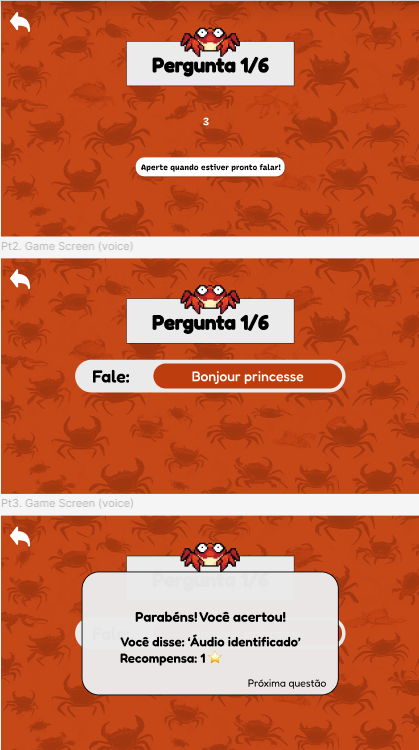 Pergunta 1/6
3
Aperte quando estiver pronto falar!
Pt2. Game Screen (voice)
Pergunta 1/6
Fale:
Bonjour princesse
Pt3. Game Screen (voice)
Pergunta 1/6
Parabéns! Você acertou!
Você disse: ‘Áudio identificado’
Recompensa: 1
Próxima questão